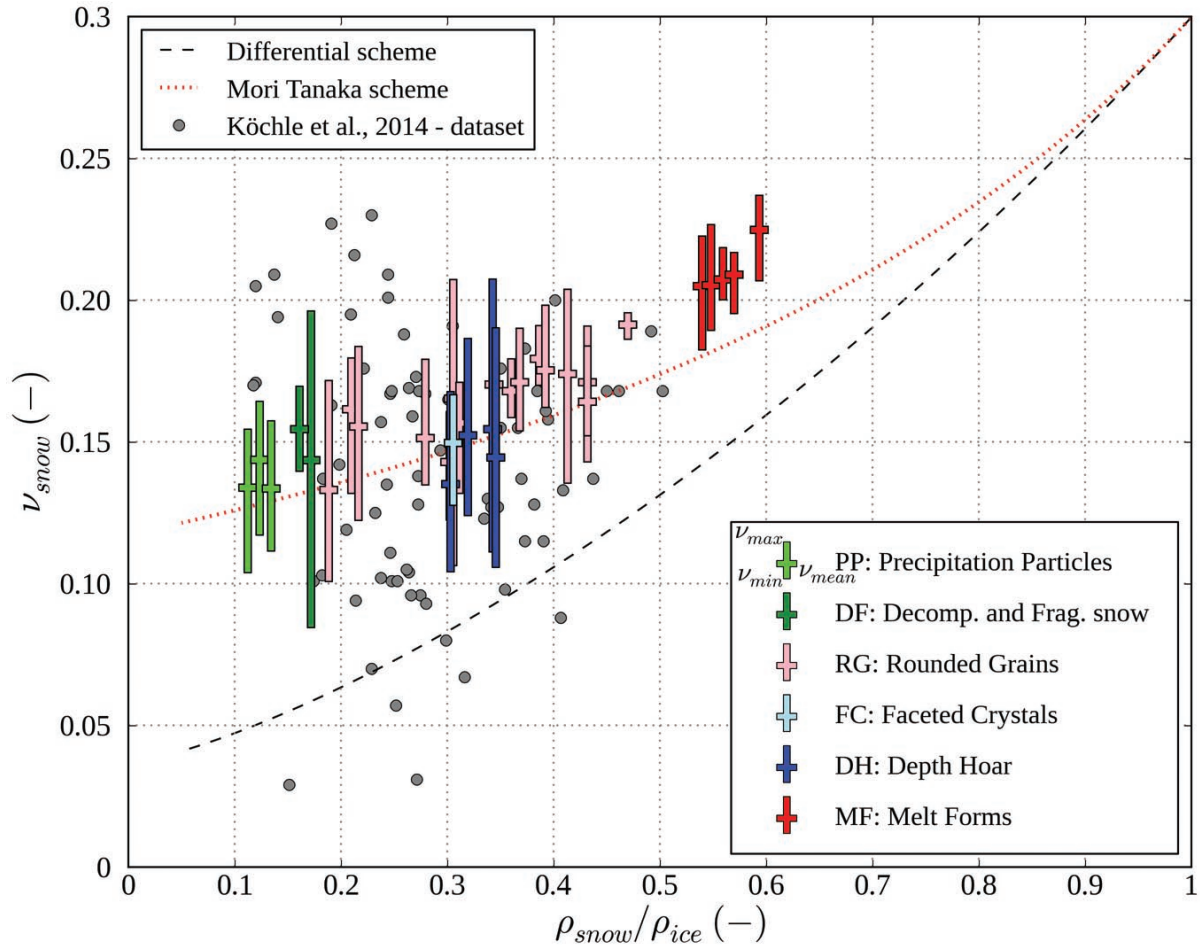 Differential scheme
Mori Tanaka scheme
Köchle et al., 2014 - dataset
0.3
0.25
0.20
0.15
0.10
0.05
0
ν_snow (−)
ν_max
ν_min ν_mean
PP: Precipitation Particles
DF: Decomp. and Frag. snow
RG: Rounded Grains
FC: Faceted Crystals
DH: Depth Hoar
MF: Melt Forms
0 0.1 0.2 0.3 0.4 0.5 0.6 0.7 0.8 0.9 1
ρ_snow/ρ_ice (−)